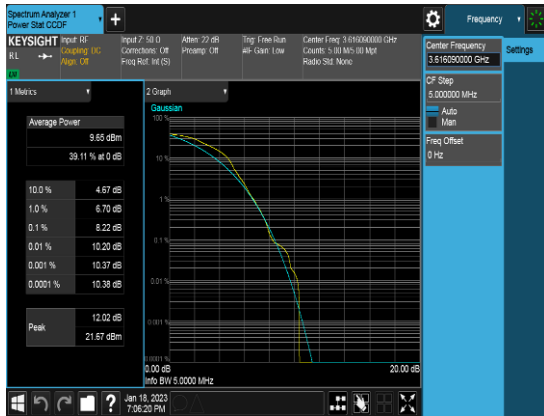 Spectrum Analyzer 1
Power Stat CCDF
+
Frequency
KEYSIGHT
RL
Input: RF
Coupling: DC
Align: Off
Input Z: 50 Ω
Corrections: Off
Freq Ref: Int (S)
Atten: 22 dB
Preamp: Off
Trig: Free Run
#IF Gain: Low
Center Freq: 3.616090000 GHz
Counts: 5.00 M/5.00 Mpt
Radio Std: None
1 Metrics
Average Power
9.65 dBm
39.11 % at 0 dB
10.0 % 4.67 dB
1.0 % 6.70 dB
0.1 % 8.22 dB
0.01 % 10.20 dB
0.001 % 10.37 dB
0.0001 % 10.38 dB
Peak
12.02 dB
21.67 dBm
2 Graph
Gaussian
100 %
10 %
1 %
0.1 %
0.01 %
0.001 %
0.0001 %
0.00 dB 20.00 dB
Info BW 5.0000 MHz
Center Frequency
3.616090000 GHz
Settings
CF Step
5.000000 MHz
Auto
Man
Freq Offset
0 Hz
?
Jan 18, 2023
7:06:20 PM